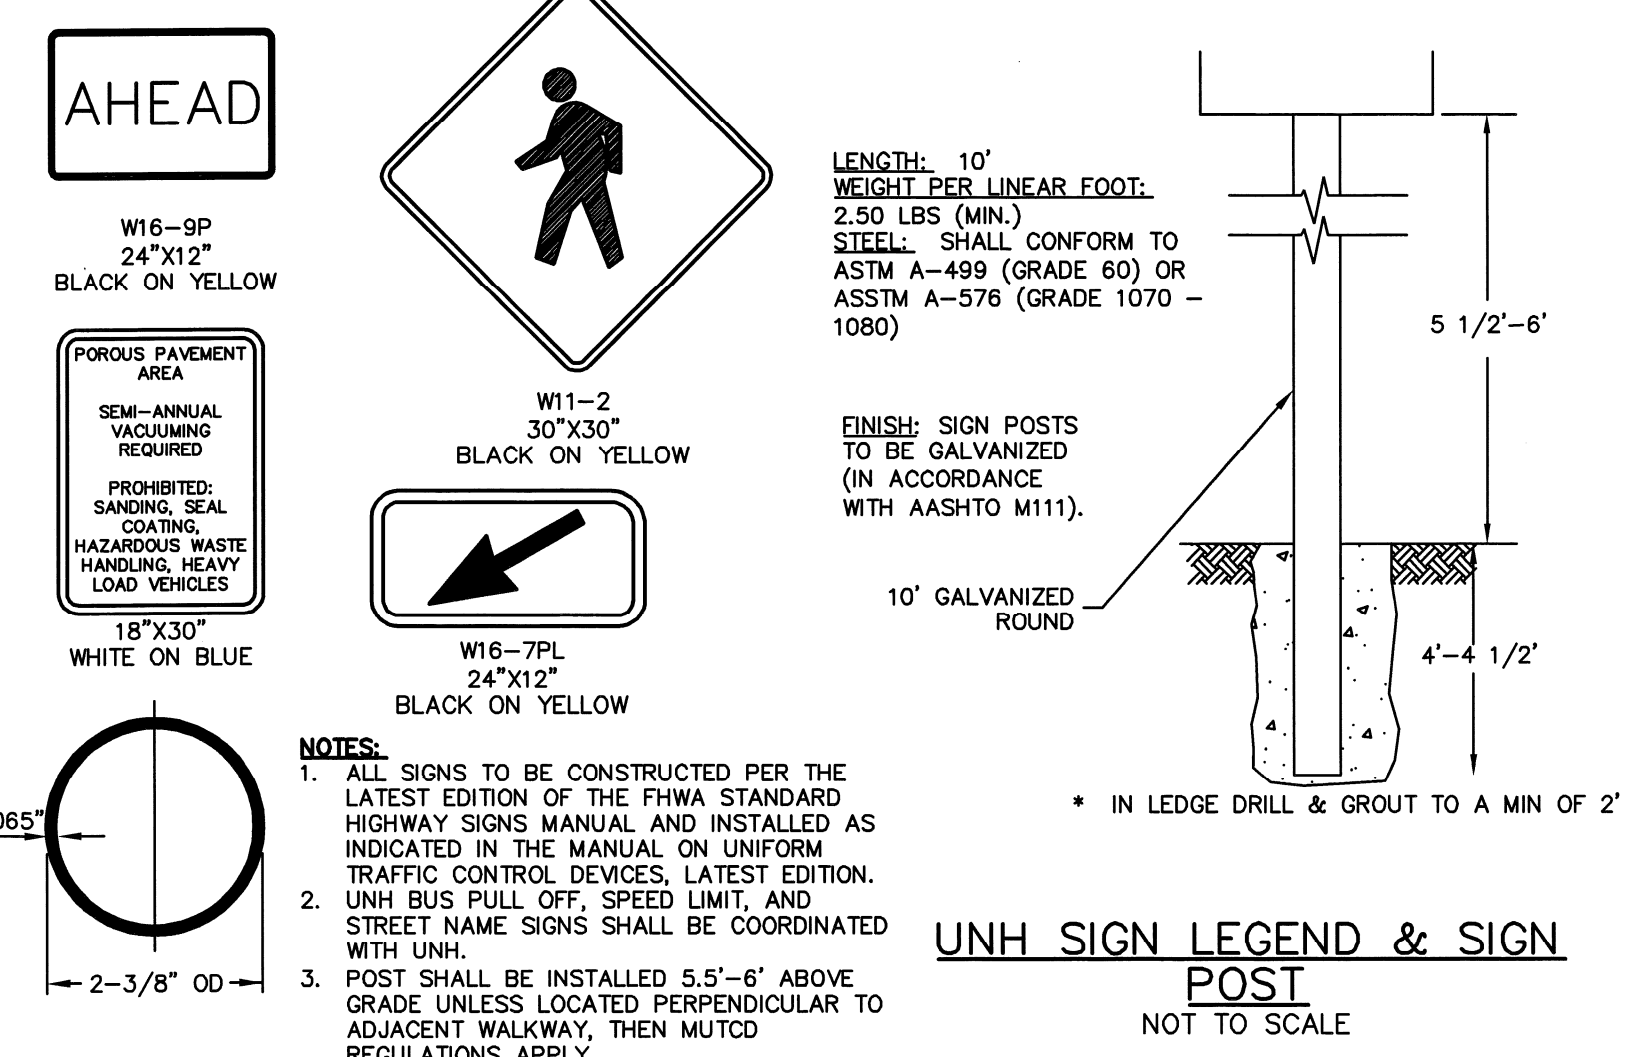 AHEAD
W16-9P
24"X12"
BLACK ON YELLOW
POROUS PAVEMENT
AREA
SEMI-ANNUAL
VACUUMING
REQUIRED
PROHIBITED:
SANDING, SEAL
COATING,
HAZARDOUS WASTE
HANDLING, HEAVY
LOAD VEHICLES
18"X30"
WHITE ON BLUE
065"
2-3/8" OD
W11-2
30"X30"
BLACK ON YELLOW
W16-7PL
24"X12"
BLACK ON YELLOW
NOTES:
1. ALL SIGNS TO BE CONSTRUCTED PER THE
LATEST EDITION OF THE FHWA STANDARD
HIGHWAY SIGNS MANUAL AND INSTALLED AS
INDICATED IN THE MANUAL ON UNIFORM
TRAFFIC CONTROL DEVICES, LATEST EDITION.
2. UNH BUS PULL OFF, SPEED LIMIT, AND
STREET NAME SIGNS SHALL BE COORDINATED
WITH UNH.
3. POST SHALL BE INSTALLED 5.5'-6' ABOVE
GRADE UNLESS LOCATED PERPENDICULAR TO
ADJACENT WALKWAY, THEN MUTCD
REGULATIONS APPLY
LENGTH: 10'
WEIGHT PER LINEAR FOOT:
2.50 LBS (MIN.)
STEEL: SHALL CONFORM TO
ASTM A-499 (GRADE 60) OR
ASSTM A-576 (GRADE 1070 -
1080)
FINISH: SIGN POSTS
TO BE GALVANIZED
(IN ACCORDANCE
WITH AASHTO M111).
10' GALVANIZED
ROUND
5 1/2'-6'
4'-4 1/2'
* IN LEDGE DRILL & GROUT TO A MIN OF 2'
UNH SIGN LEGEND & SIGN
POST
NOT TO SCALE